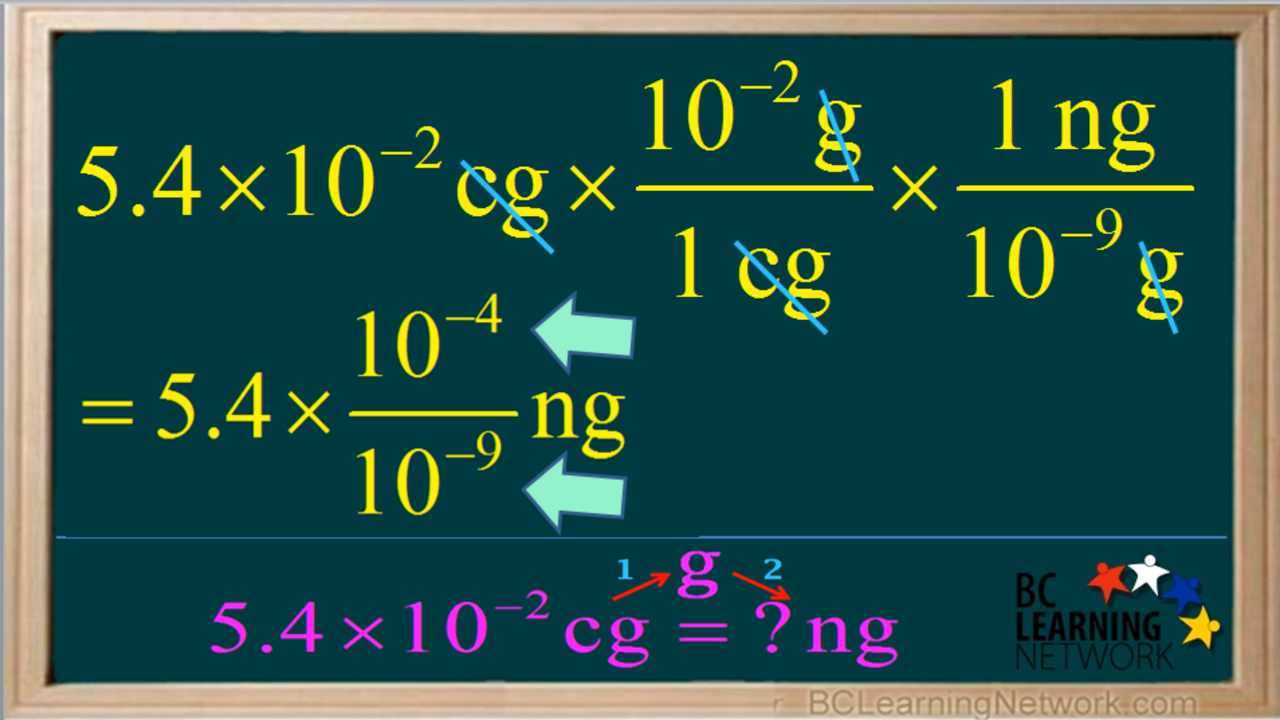 5.4×10⁻² cg × 10⁻² g / 1 cg × 1 ng / 10⁻⁹ g
= 5.4× 10⁻⁴ / 10⁻⁹ ng
1 g 2
5.4×10⁻² cg = ? ng
BC
LEARNING
NETWORK
r BCLearningNetwork.com